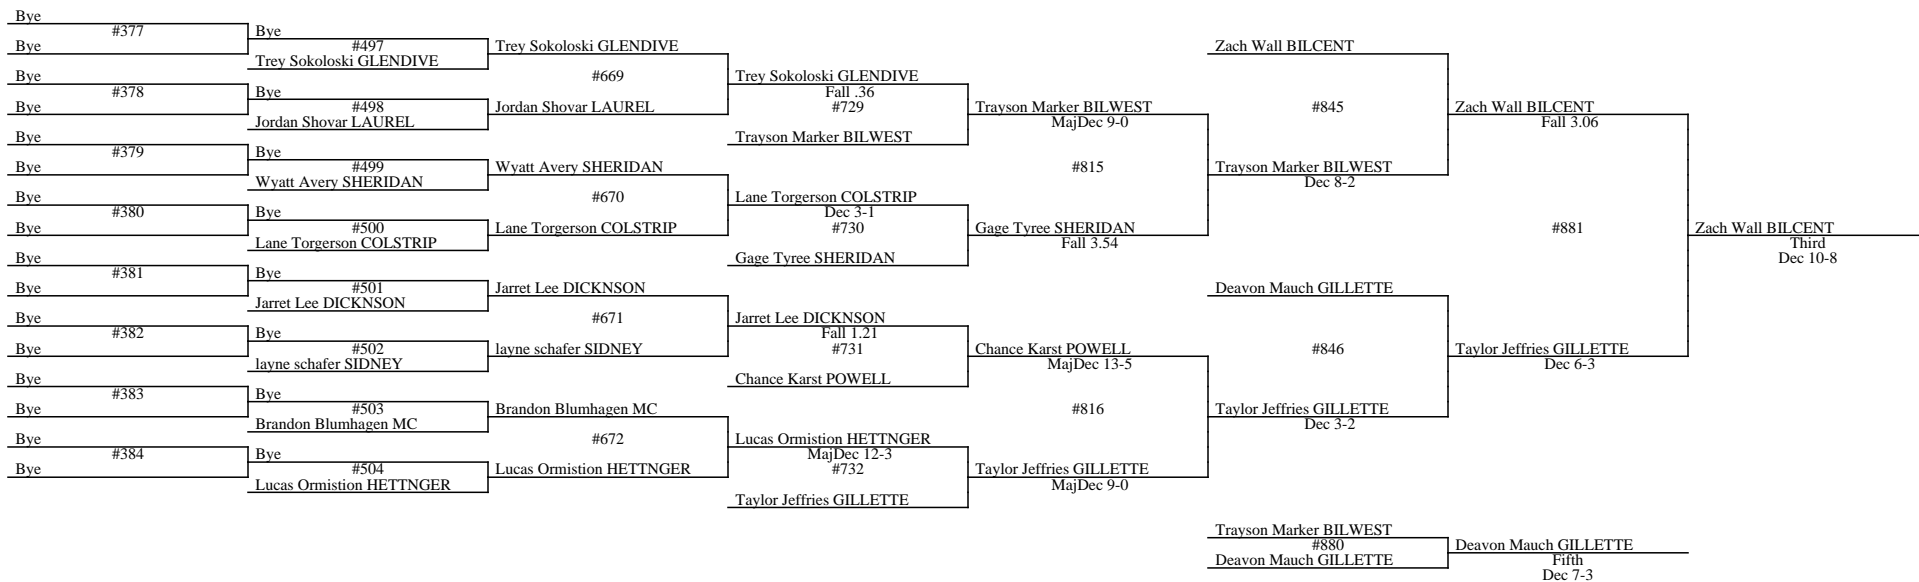 Bye
#377
Bye
Bye
#497
Trey Sokoloski GLENDIVE
Bye
#378
Bye
Bye
#498
Jordan Shovar LAUREL
Bye
#379
Bye
Bye
#499
Wyatt Avery SHERIDAN
Bye
#380
Bye
Bye
#500
Lane Torgerson COLSTRIP
Bye
#381
Bye
Bye
#501
Jarret Lee DICKNSON
Bye
#382
Bye
Bye
#502
layne schafer SIDNEY
Bye
#383
Bye
Bye
#503
Brandon Blumhagen MC
Bye
#384
Bye
Bye
#504
Lucas Ormistion HETTNGER
Trey Sokoloski GLENDIVE
#669
Jordan Shovar LAUREL
Wyatt Avery SHERIDAN
#670
Lane Torgerson COLSTRIP
Jarret Lee DICKNSON
#671
layne schafer SIDNEY
Brandon Blumhagen MC
#672
Lucas Ormistion HETTNGER
Trey Sokoloski GLENDIVE
Fall .36
#729
Trayson Marker BILWEST
Lane Torgerson COLSTRIP
Dec 3-1
#730
Gage Tyree SHERIDAN
Jarret Lee DICKNSON
Fall 1.21
#731
Chance Karst POWELL
Lucas Ormistion HETTNGER
MajDec 12-3
#732
Taylor Jeffries GILLETTE
Trayson Marker BILWEST
MajDec 9-0
#815
Gage Tyree SHERIDAN
Fall 3.54
Chance Karst POWELL
MajDec 13-5
#816
Taylor Jeffries GILLETTE
MajDec 9-0
Zach Wall BILCENT
#845
Trayson Marker BILWEST
Dec 8-2
Deavon Mauch GILLETTE
#846
Taylor Jeffries GILLETTE
Dec 3-2
Zach Wall BILCENT
Fall 3.06
#881
Taylor Jeffries GILLETTE
Dec 6-3
Zach Wall BILCENT
Third
Dec 10-8
Trayson Marker BILWEST
#880
Deavon Mauch GILLETTE
Deavon Mauch GILLETTE
Fifth
Dec 7-3